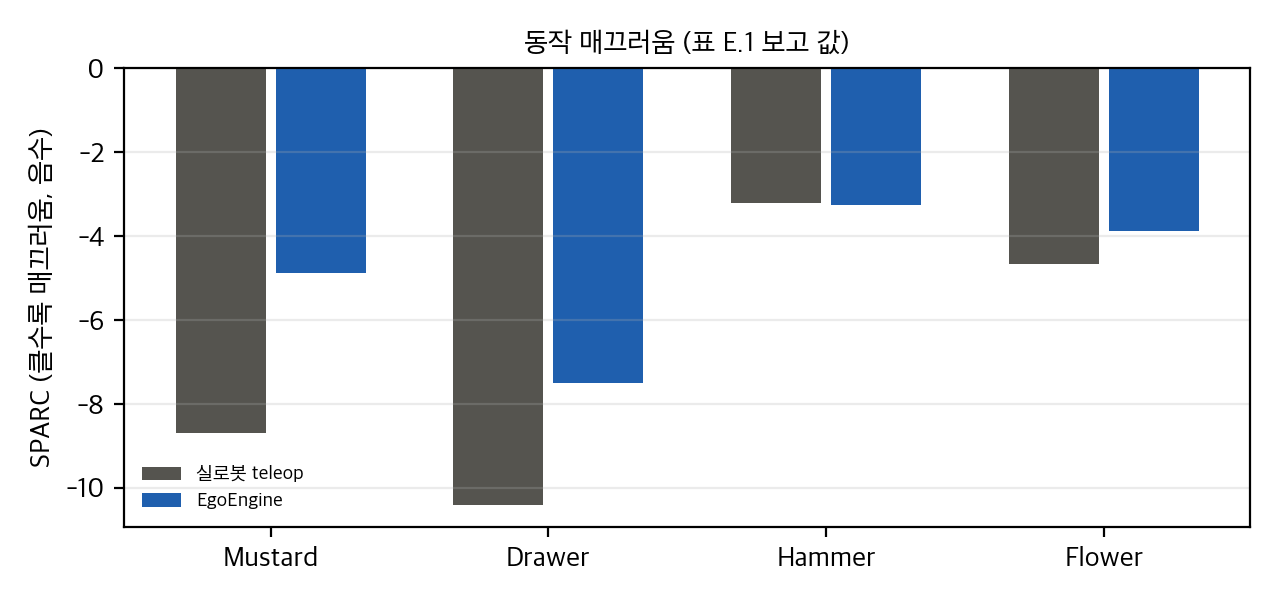 동작 매끄러움 (표 E.1 보고 값)
SPARC (클수록 매끄러움, 음수)
0
-2
-4
-6
-8
-10
실로봇 teleop
EgoEngine
Mustard
Drawer
Hammer
Flower